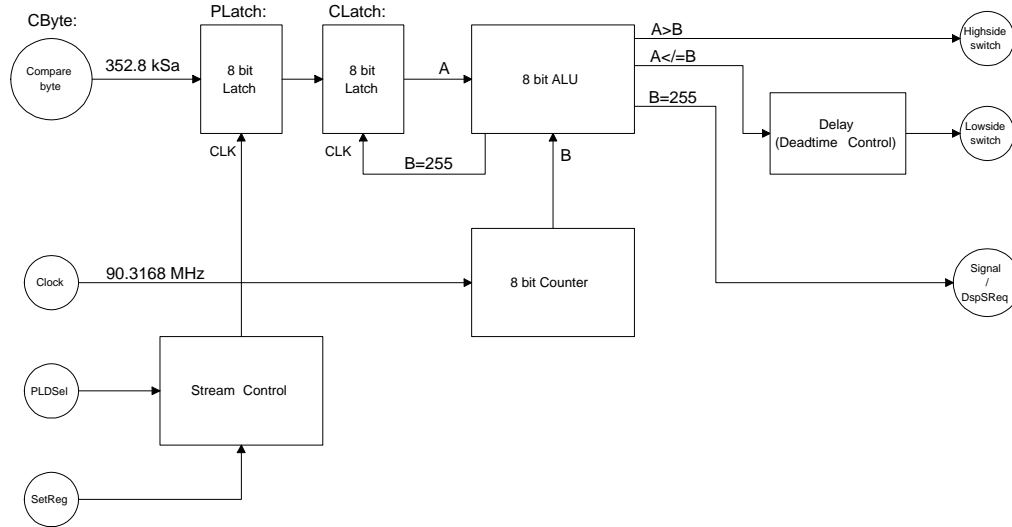 CByte:
PLatch:
CLatch:
Compare
byte
352.8 kSa
8 bit
Latch
8 bit
Latch
A
8 bit ALU
A>B
A</=B
B=255
Highside
switch
Delay
(Deadtime Control)
Lowside
switch
CLK
CLK
B=255
B
Clock
90.3168 MHz
8 bit Counter
Signal
/
DspSReq
PLDSel
Stream Control
SetReg